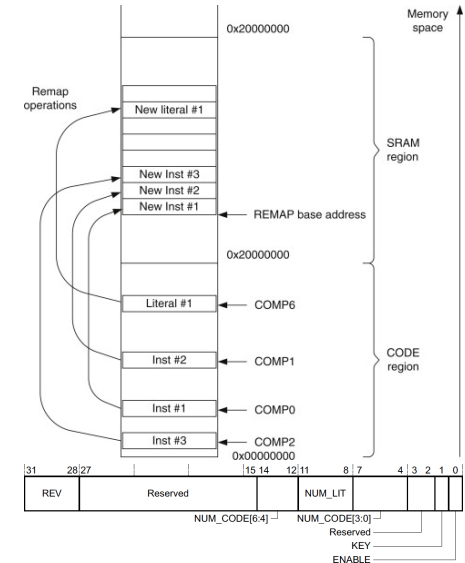 Memory
space
0x20000000
Remap
operations
New literal #1
SRAM
region
New Inst #3
New Inst #2
New Inst #1
REMAP base address
0x20000000
Literal #1
COMP6
Inst #2
COMP1
CODE
region
Inst #1
COMP0
Inst #3
COMP2
0x00000000
31 28 27 15 14 12 11 8 7 4 3 2 1 0
REV Reserved NUM_LIT
NUM_CODE[6:4] NUM_CODE[3:0]
Reserved
KEY
ENABLE